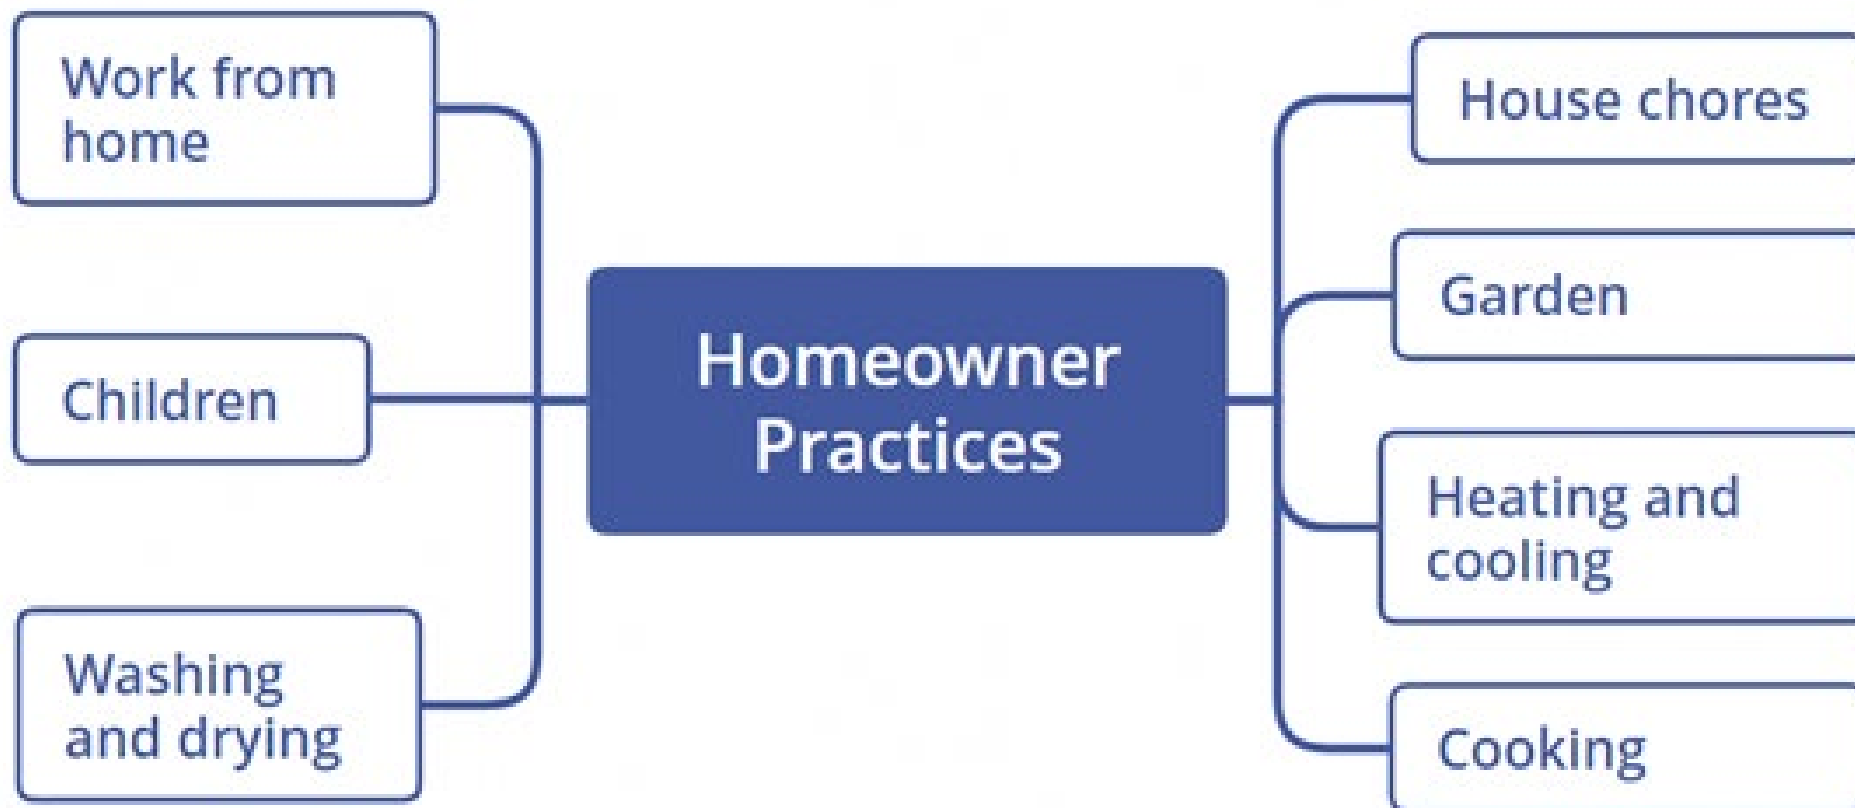 Work from
home
Children
Washing
and drying
Homeowner
Practices
House chores
Garden
Heating and
cooling
Cooking